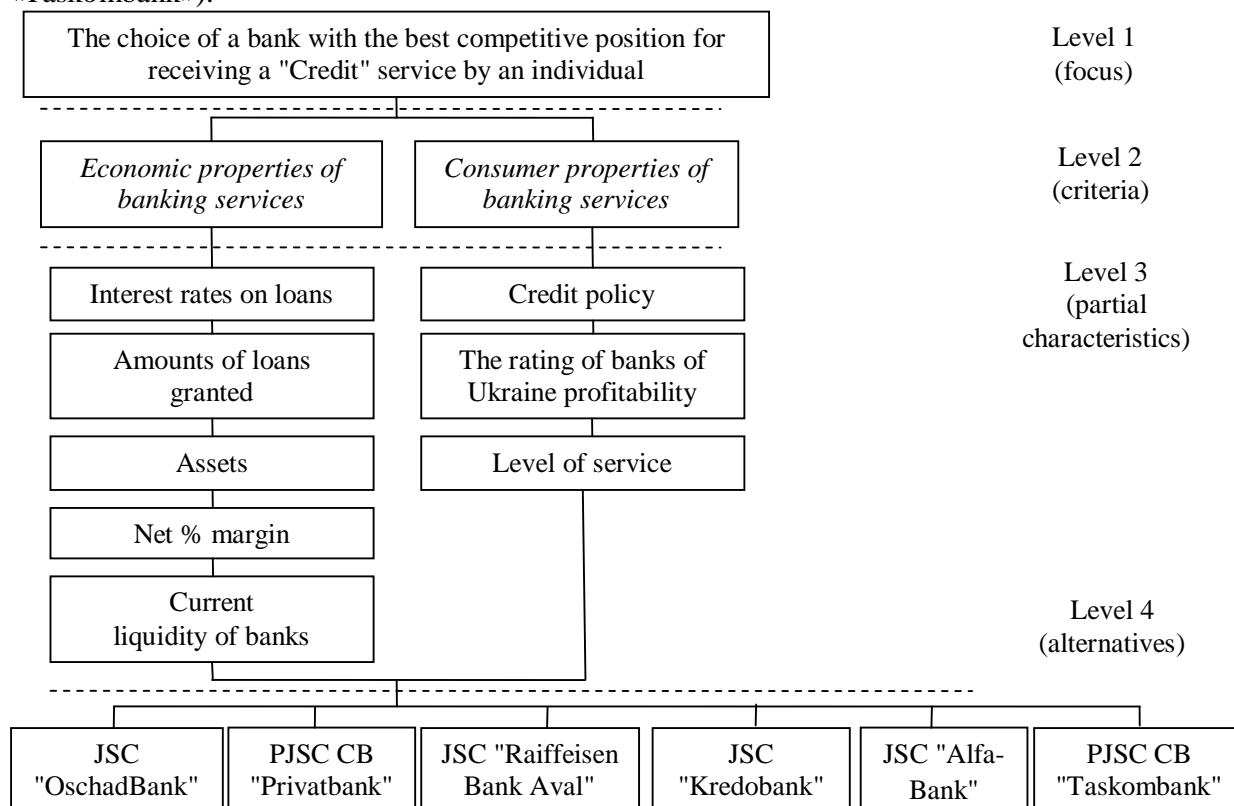 «Taskombank»).
The choice of a bank with the best competitive position for
receiving a "Credit" service by an individual
Level 1
(focus)
Economic properties of
banking services
Consumer properties of
banking services
Level 2
(criteria)
Interest rates on loans
Credit policy
Level 3
(partial
characteristics)
Amounts of loans
granted
The rating of banks of
Ukraine profitability
Assets
Level of service
Net % margin
Current
liquidity of banks
Level 4
(alternatives)
JSC
"OschadBank"
PJSC CB
"Privatbank"
JSC "Raiffeisen
Bank Aval"
JSC
"Kredobank"
JSC "Alfa-
Bank"
PJSC CB
"Taskombank"